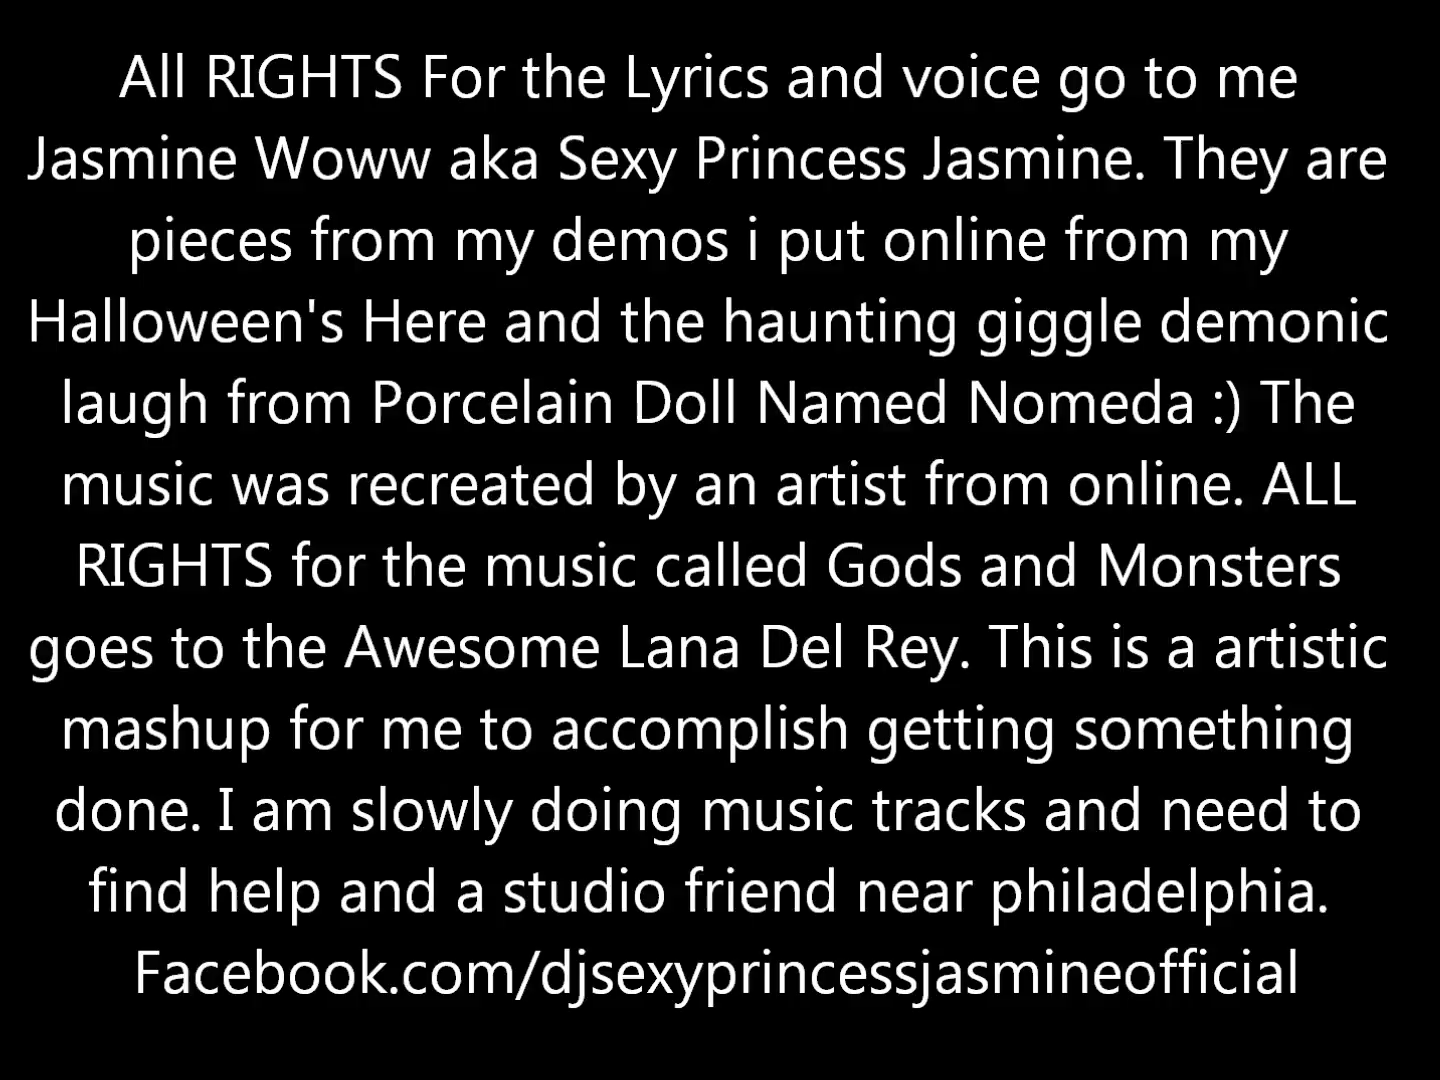 All RIGHTS For the Lyrics and voice go to me
Jasmine Woww aka Sexy Princess Jasmine. They are
pieces from my demos i put online from my
Halloween's Here and the haunting giggle demonic
laugh from Porcelain Doll Named Nomeda :) The
music was recreated by an artist from online. ALL
RIGHTS for the music called Gods and Monsters
goes to the Awesome Lana Del Rey. This is a artistic
mashup for me to accomplish getting something
done. I am slowly doing music tracks and need to
find help and a studio friend near philadelphia.
Facebook.com/djsexyprincessjasmineofficial